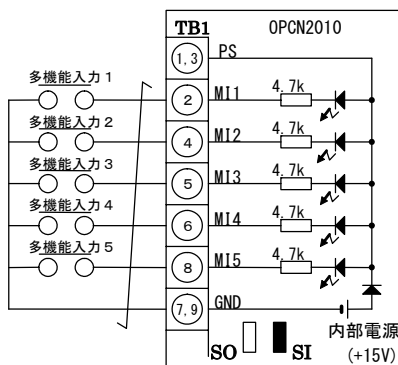 TB1 OPCN2010
1,3 PS
多機能入力1
2 MI1 4.7k
多機能入力2
4 MI2 4.7k
多機能入力3
5 MI3 4.7k
多機能入力4
6 MI4 4.7k
多機能入力5
8 MI5 4.7k
7,9 GND
内部電源
SO SI (+15V)